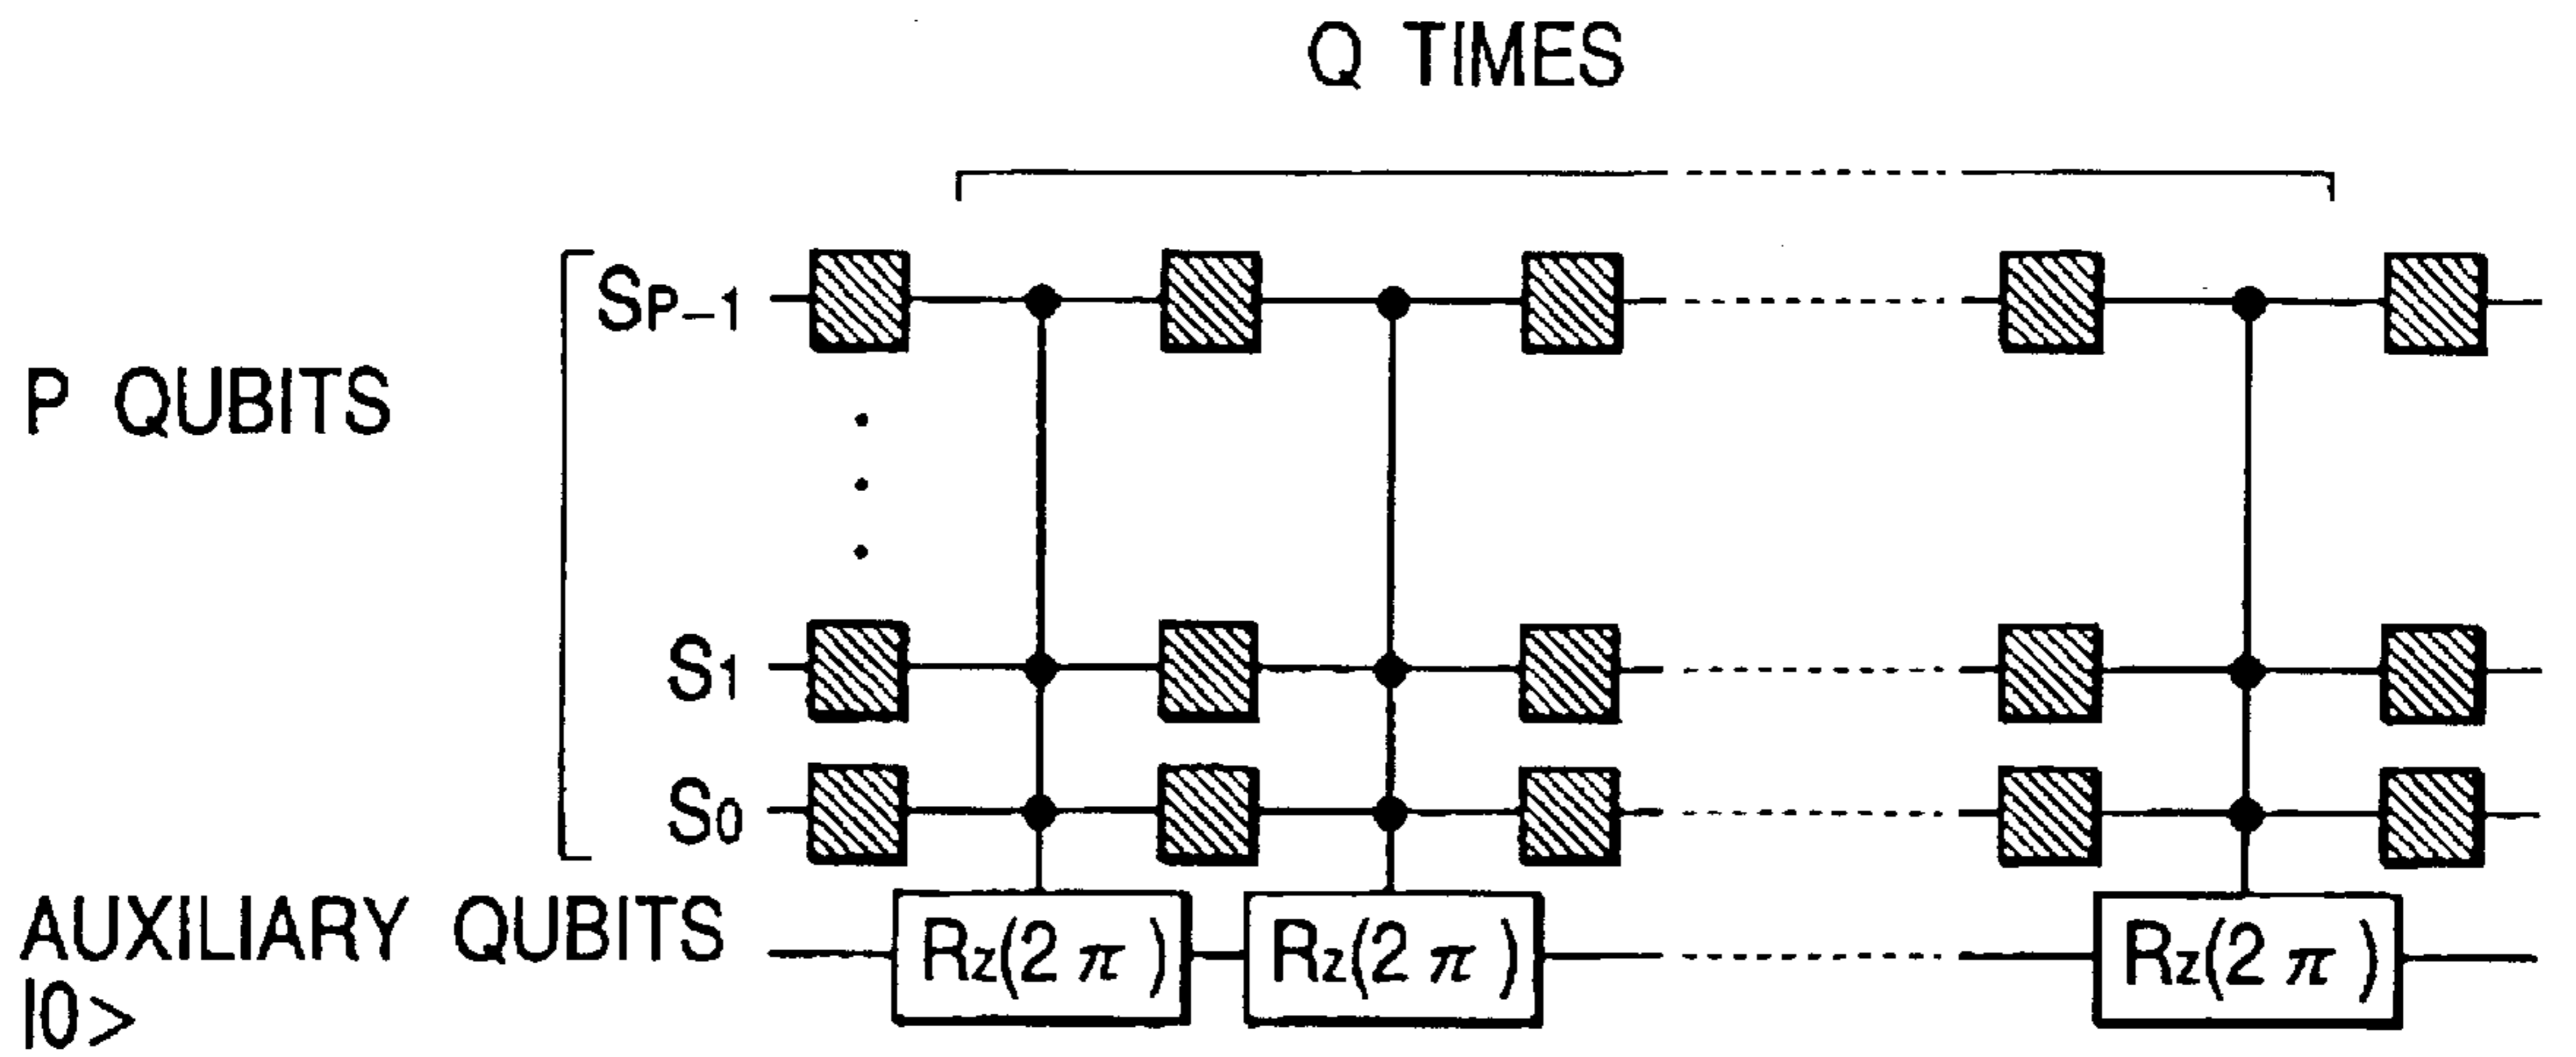 Q TIMES
SP–1
P QUBITS
S1
S0
AUXILIARY QUBITS
|0>
Rz(2π) Rz(2π) Rz(2π)